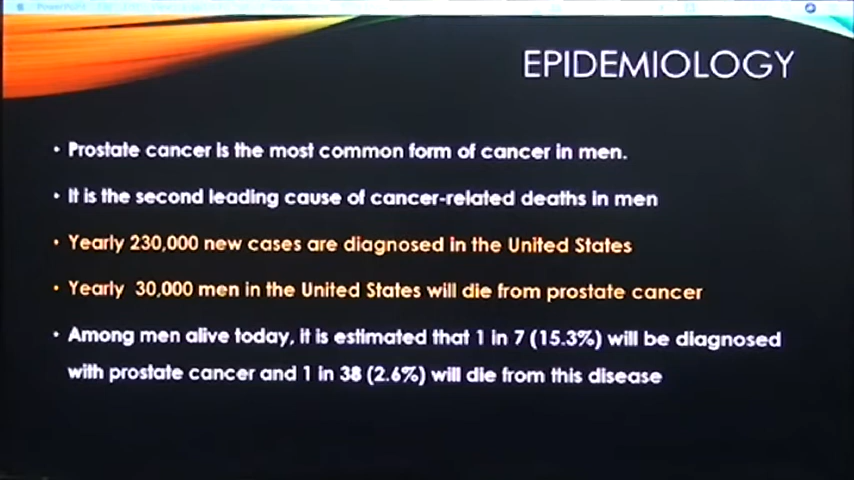 PowerPoint
EPIDEMIOLOGY
• Prostate cancer is the most common form of cancer in men.
• It is the second leading cause of cancer-related deaths in men
• Yearly 230,000 new cases are diagnosed in the United States
• Yearly 30,000 men in the United States will die from prostate cancer
• Among men alive today, it is estimated that 1 in 7 (15.3%) will be diagnosed
with prostate cancer and 1 in 38 (2.6%) will die from this disease